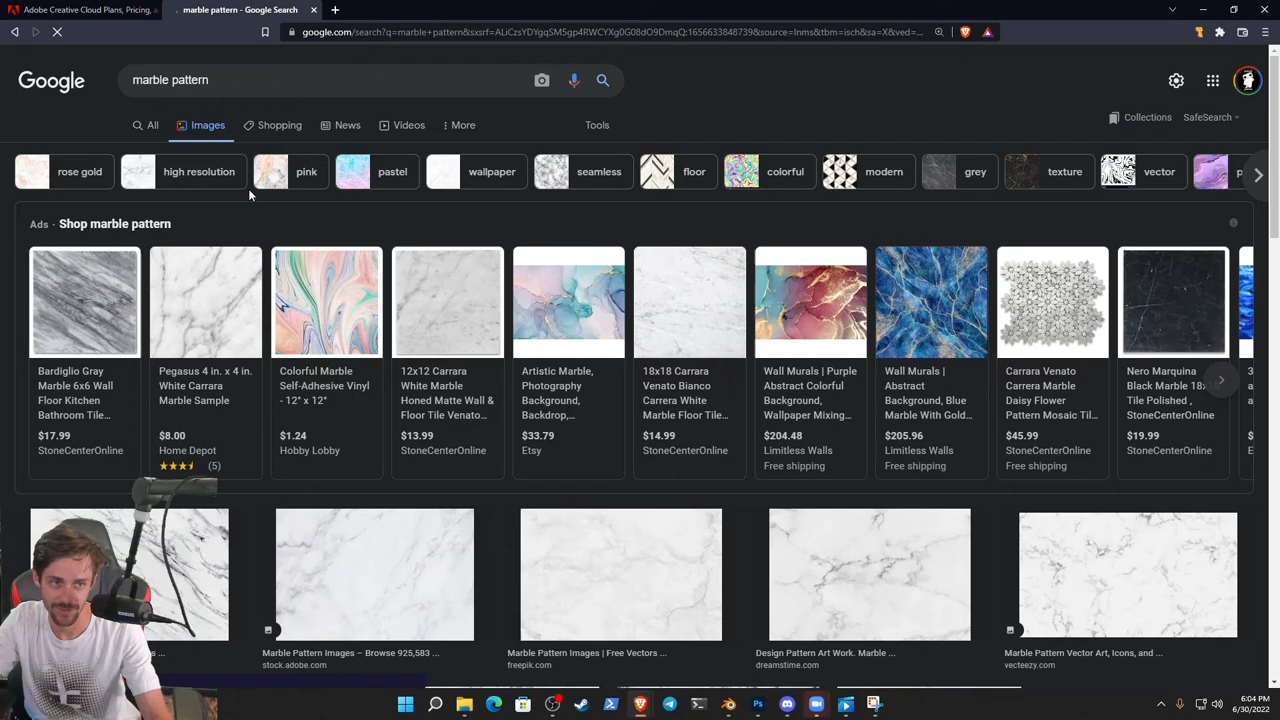 Adobe Creative Cloud Plans, Pricing,
marble pattern - Google Search
google.com/search?q=marble+pattern&sxsrf=ALiCzsYDYgqSM5gp4RWCYXg0G08dO9DmqQ:1656633848739&source=lnms&tbm=isch&sa=X&ved=...
Google
marble pattern
All
Images
Shopping
News
Videos
More
Tools
Collections
SafeSearch
rose gold
high resolution
pink
pastel
wallpaper
seamless
floor
colorful
modern
grey
texture
vector
Ads - Shop marble pattern
Bardiglio Gray
Marble 6x6 Wall
Floor Kitchen
Bathroom Tile...
$17.99
StoneCenterOnline
Pegasus 4 in. x 4 in.
White Carrara
Marble Sample
$8.00
Home Depot
(5)
Colorful Marble
Self-Adhesive Vinyl
- 12" x 12"
$1.24
Hobby Lobby
12x12 Carrara
White Marble
Honed Matte Wall &
Floor Tile Venato...
$13.99
StoneCenterOnline
Artistic Marble,
Photography
Background,
Backdrop,...
$33.79
Etsy
18x18 Carrara
Venato Bianco
Carrera White
Marble Floor Tile...
$14.99
StoneCenterOnline
Wall Murals | Purple
Abstract Colorful
Background,
Wallpaper Mixing...
$204.48
Limitless Walls
Free shipping
Wall Murals |
Abstract
Background, Blue
Marble With Gold...
$205.96
Limitless Walls
Free shipping
Carrara Venato
Carrera Marble
Daisy Flower
Pattern Mosaic Til...
$45.99
StoneCenterOnline
Free shipping
Nero Marquina
Black Marble 18x18
Tile Polished ,
StoneCenterOnline
$19.99
StoneCenterOnline
Marble Pattern Images – Browse 925,583 ...
stock.adobe.com
Marble Pattern Images | Free Vectors ...
freepik.com
Design Pattern Art Work. Marble ...
dreamstime.com
Marble Pattern Vector Art, Icons, and ...
vecteezy.com
6:04 PM
6/30/2022